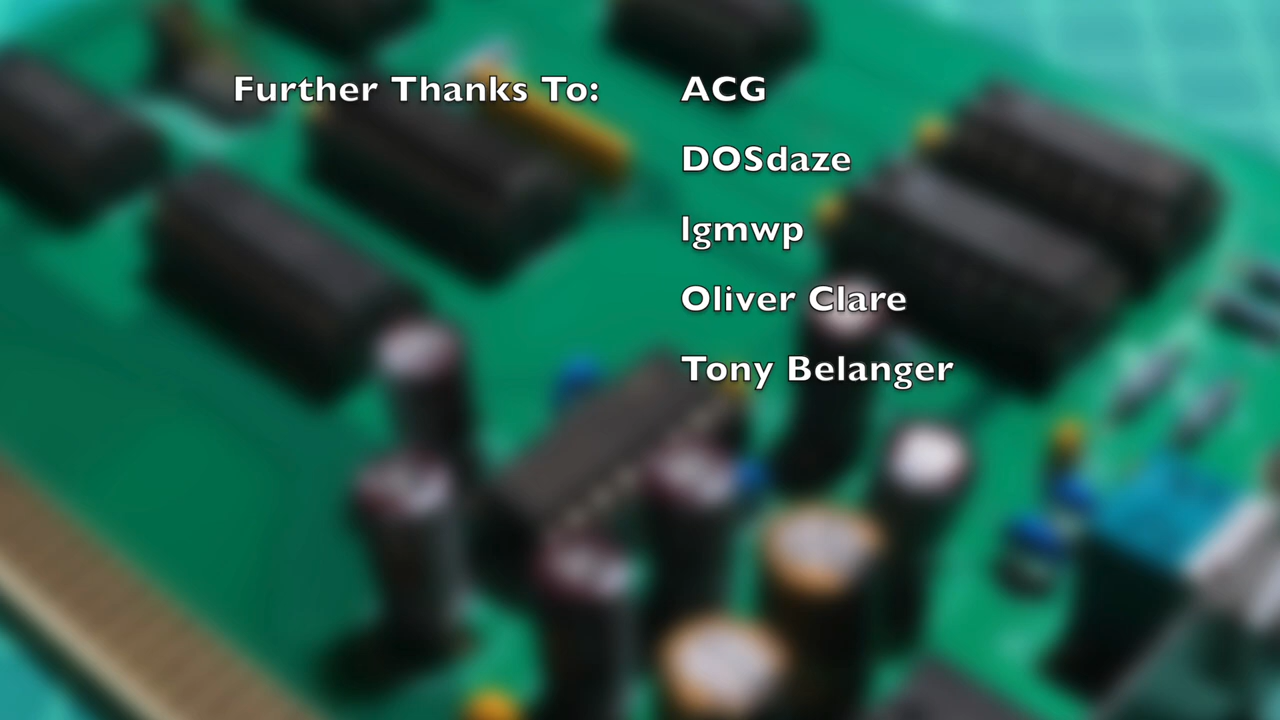 Further Thanks To: ACG
DOSdaze
lgmwp
Oliver Clare
Tony Belanger